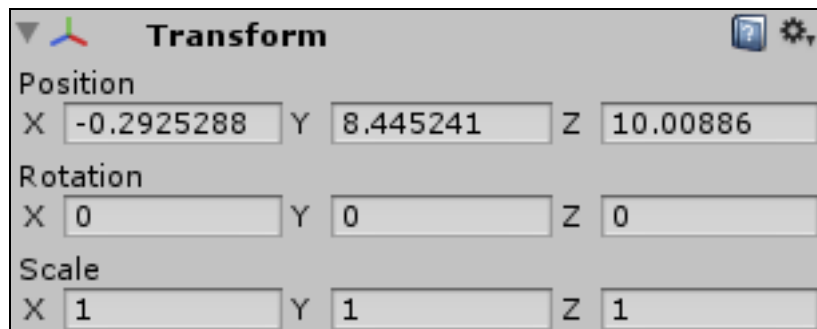 Transform
Position
X -0.2925288 Y 8.445241 Z 10.00886
Rotation
X 0 Y 0 Z 0
Scale
X 1 Y 1 Z 1